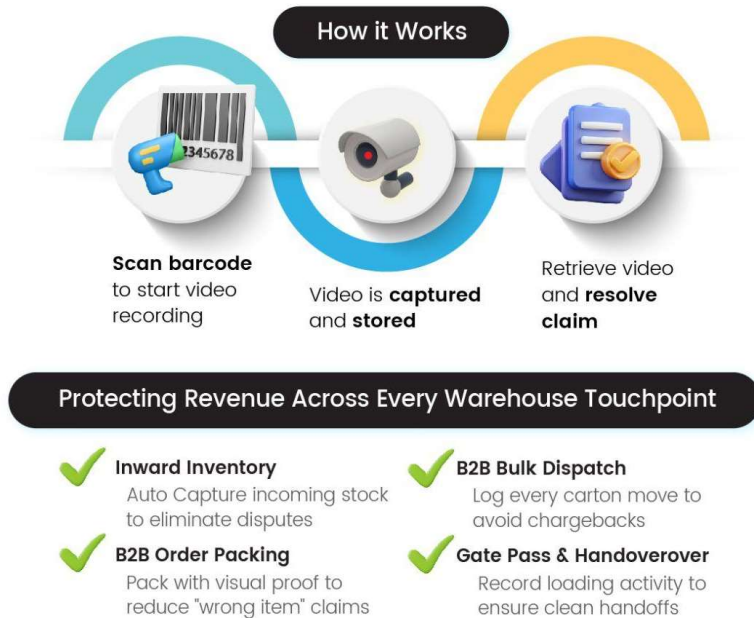 How it Works
2345678
Scan barcode
to start video
recording
Video is captured
and stored
Retrieve video
and resolve
claim
Protecting Revenue Across Every Warehouse Touchpoint
Inward Inventory
Auto Capture incoming stock
to eliminate disputes
B2B Order Packing
Pack with visual proof to
reduce "wrong item" claims
B2B Bulk Dispatch
Log every carton move to
avoid chargebacks
Gate Pass & Handoverover
Record loading activity to
ensure clean handoffs